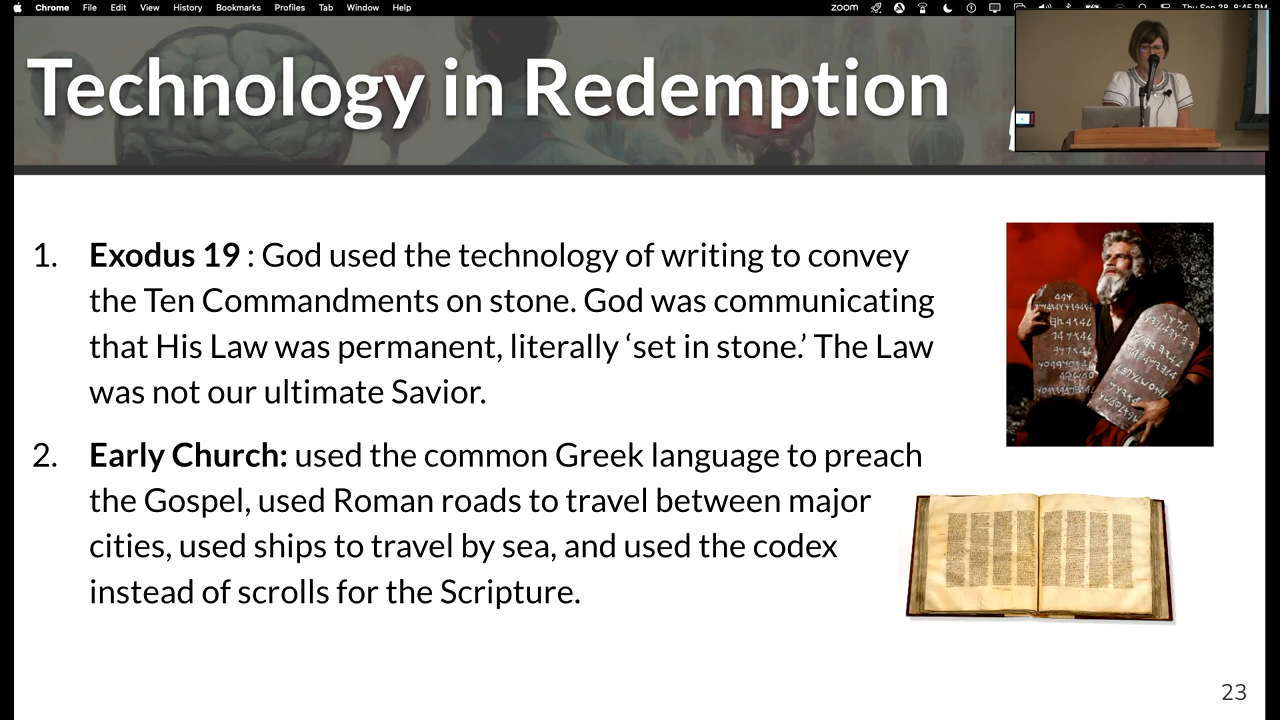 Chrome File Edit View History Bookmarks Profiles Tab Window Help zoom
Technology in Redemption
1. Exodus 19 : God used the technology of writing to convey
the Ten Commandments on stone. God was communicating
that His Law was permanent, literally ‘set in stone.’ The Law
was not our ultimate Savior.
2. Early Church: used the common Greek language to preach
the Gospel, used Roman roads to travel between major
cities, used ships to travel by sea, and used the codex
instead of scrolls for the Scripture.
23